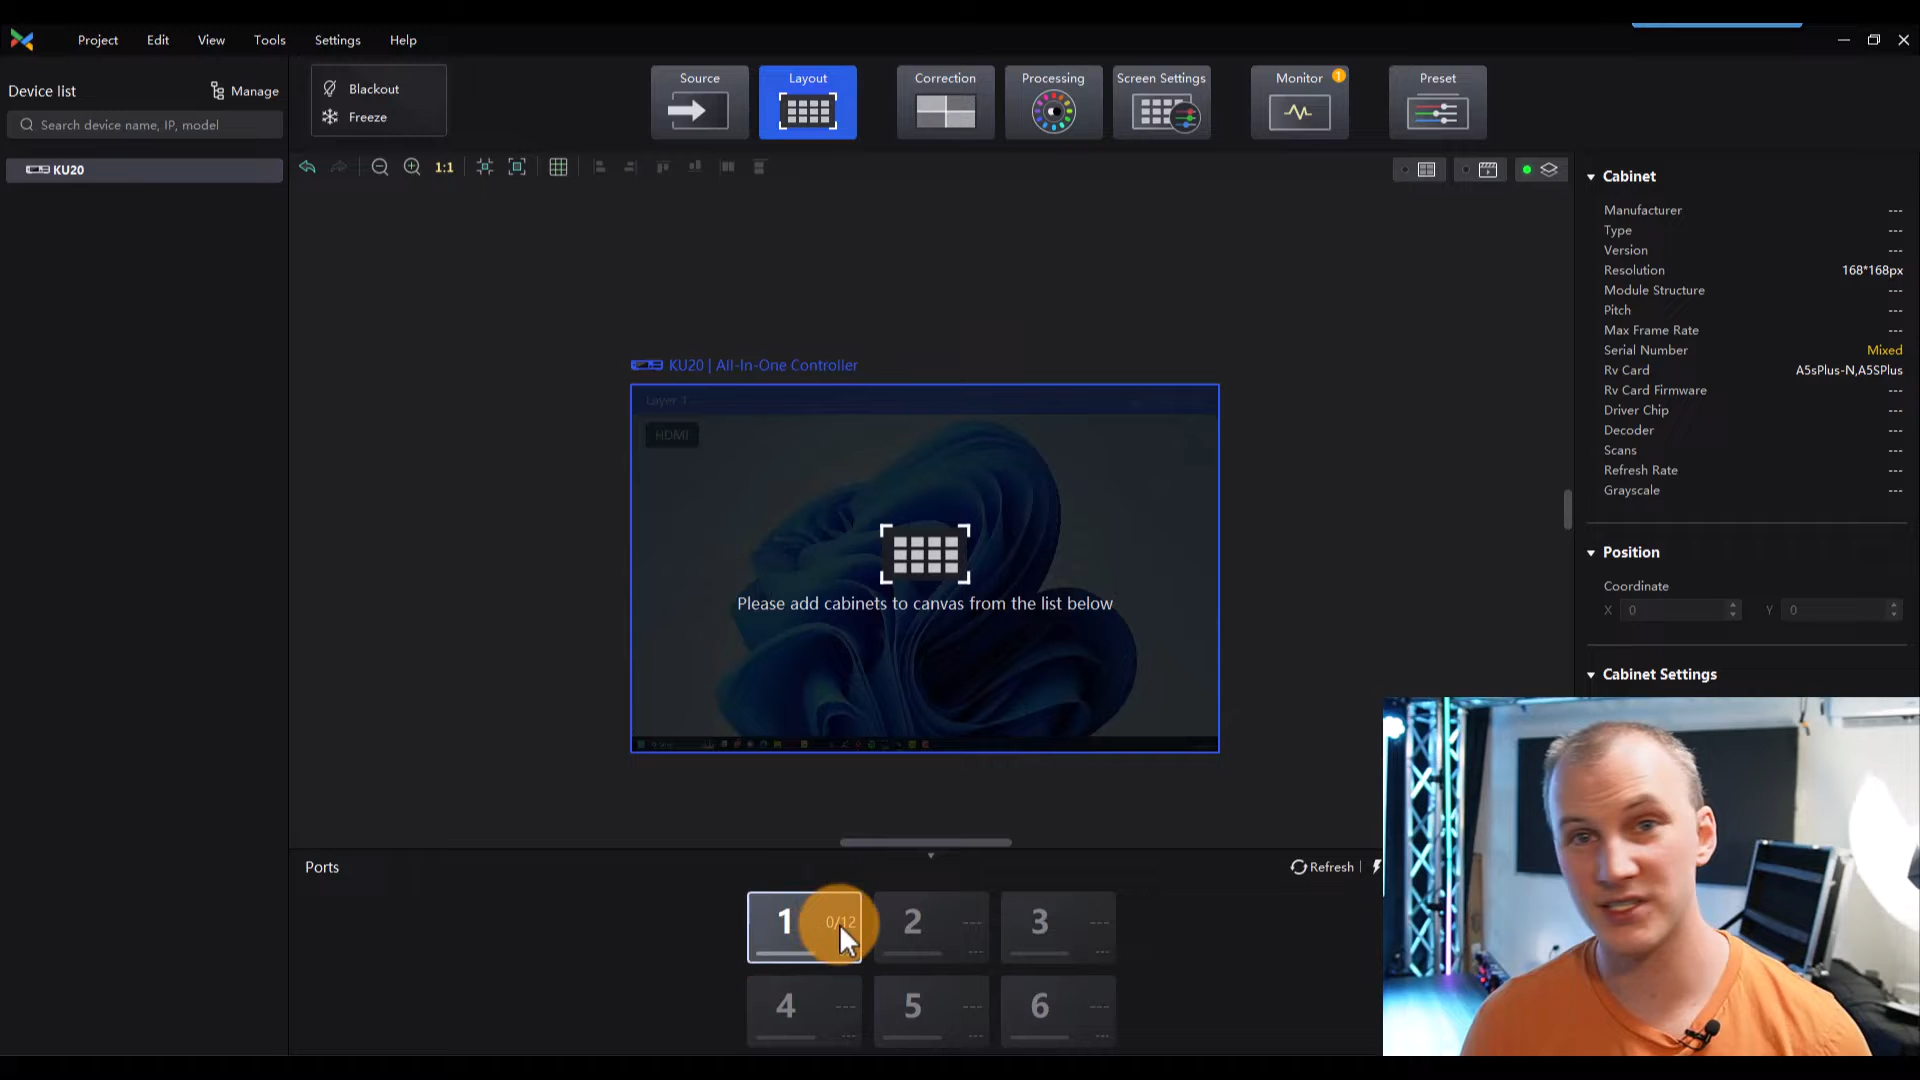 Project Edit View Tools Settings Help
Device list Manage
Search device name, IP, model
KU20
Blackout
Freeze
Source Layout Correction Processing Screen Settings Monitor 1 Preset
1:1
KU20 | All-In-One Controller
Layer 1
HDMI
Please add cabinets to canvas from the list below
Cabinet
Manufacturer ---
Type ---
Version ---
Resolution 168*168px
Module Structure ---
Pitch ---
Max Frame Rate ---
Serial Number Mixed
Rv Card A5sPlus-N,A5SPlus
Rv Card Firmware ---
Driver Chip ---
Decoder ---
Scans ---
Refresh Rate ---
Grayscale ---
Position
Coordinate
X 0 Y 0
Cabinet Settings
Ports Refresh
1 0/12 2 --- --- 3 --- ---
4 --- --- 5 --- --- 6 --- ---